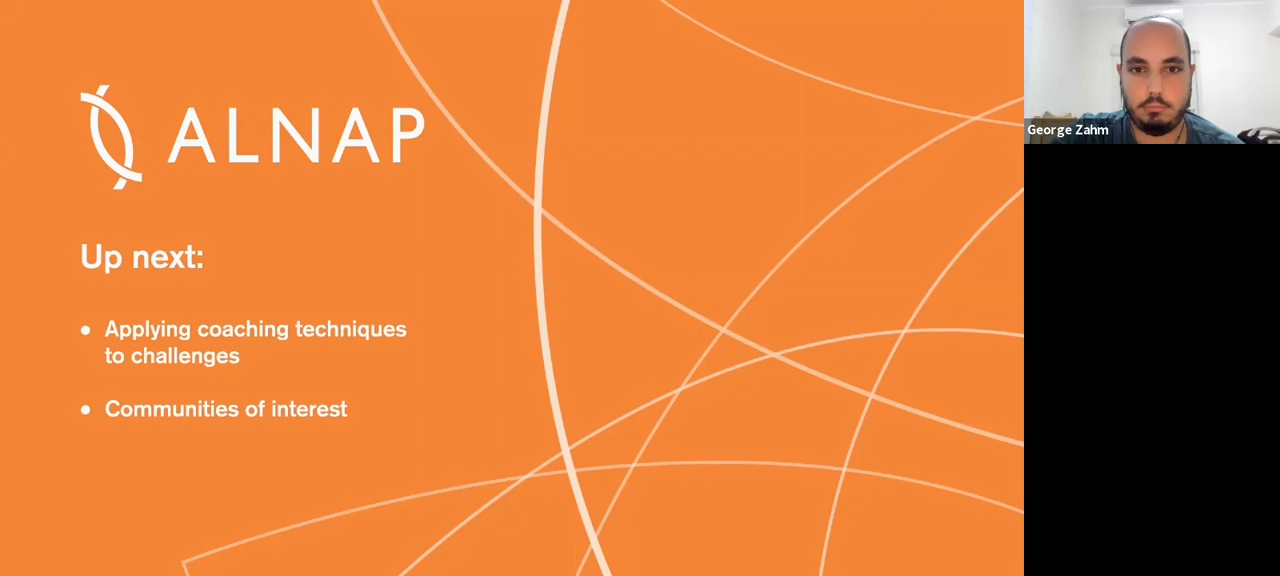 ALNAP
Up next:
• Applying coaching techniques
to challenges
• Communities of interest
George Zahm